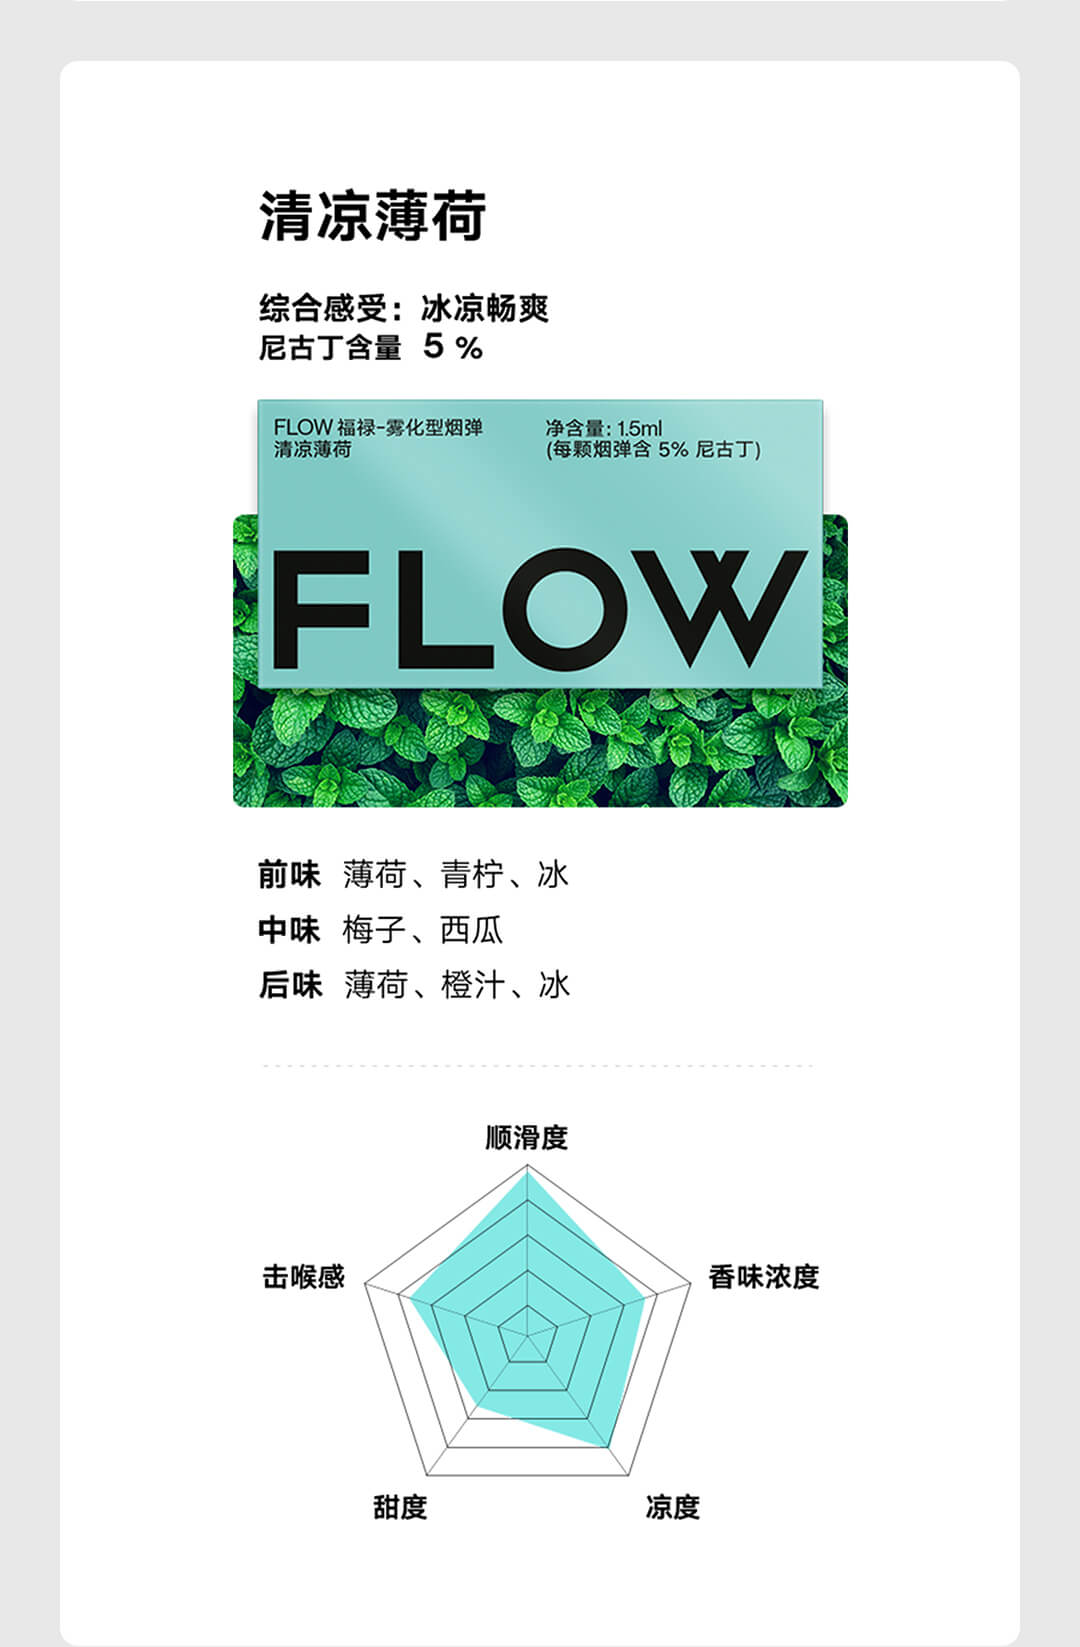 清凉薄荷
综合感受：冰凉畅爽
尼古丁含量 5 %
FLOW 福禄-雾化型烟弹
清凉薄荷
净含量: 1.5ml
(每颗烟弹含 5% 尼古丁)
FLOW
前味 薄荷、青柠、冰
中味 梅子、西瓜
后味 薄荷、橙汁、冰
顺滑度
击喉感
香味浓度
甜度
凉度